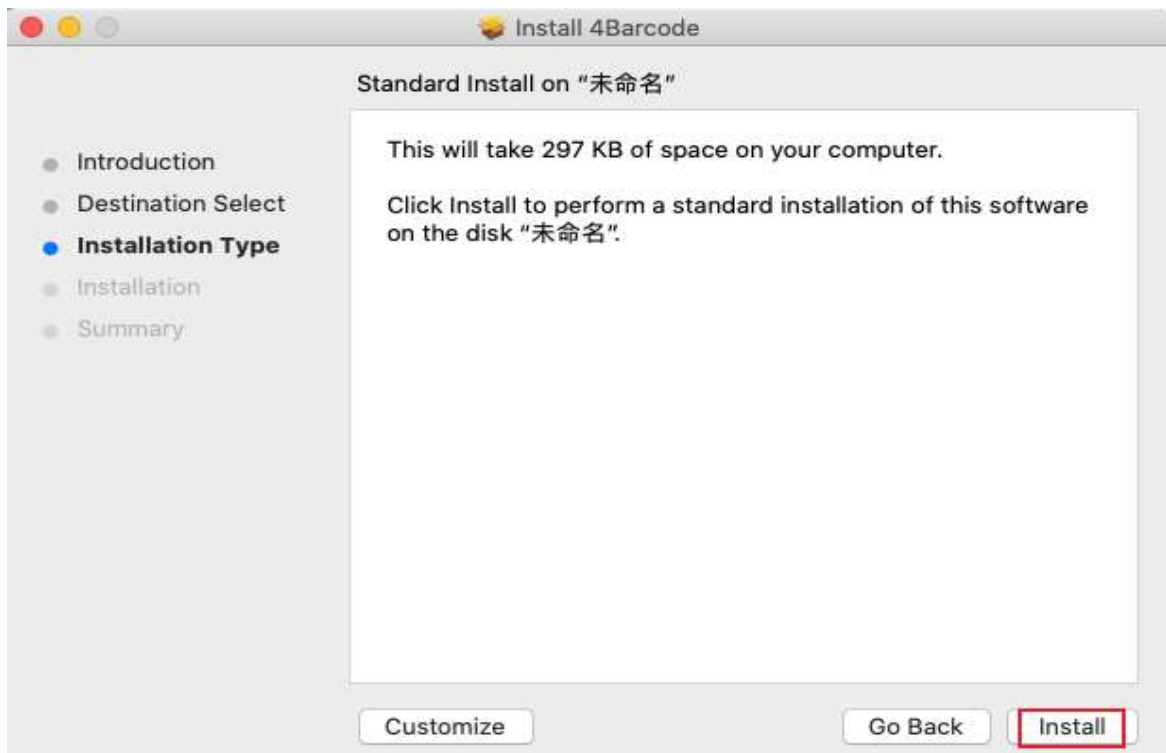 Install 4Barcode
Standard Install on “未命名”
Introduction
Destination Select
Installation Type
Installation
Summary
This will take 297 KB of space on your computer.
Click Install to perform a standard installation of this software
on the disk “未命名”.
Customize
Go Back
Install